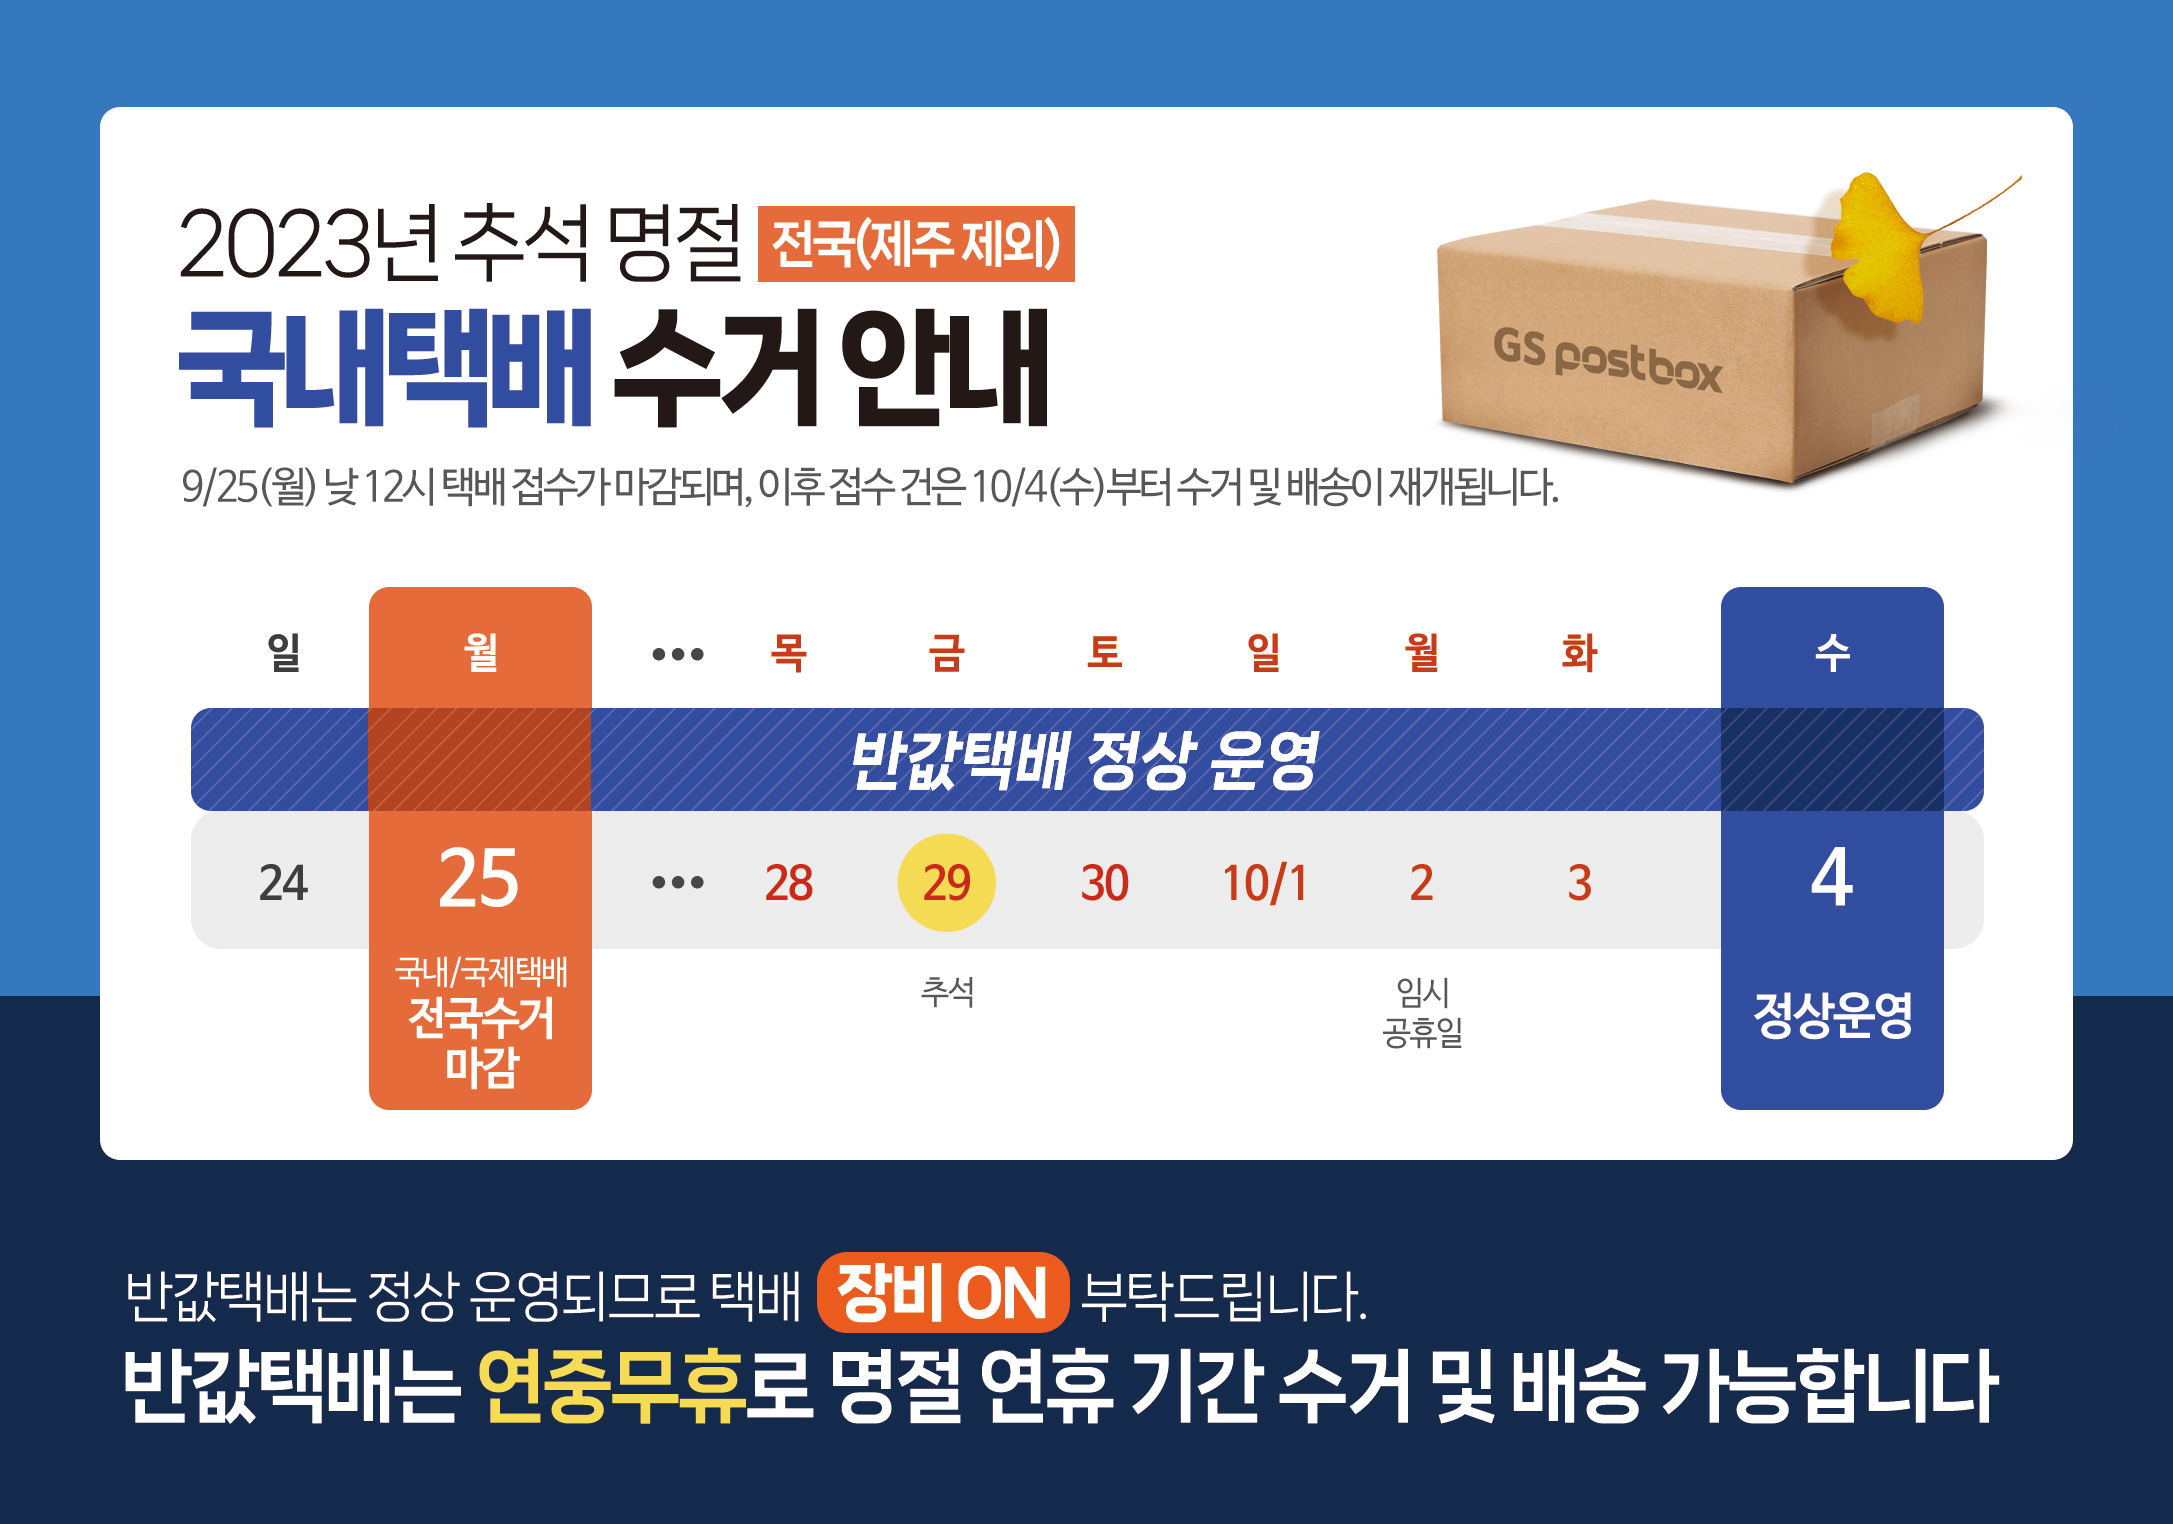 2023년 추석 명절 전국(제주 제외)
국내택배 수거 안내
9/25(월) 낮 12시 택배 접수가 마감되며, 이후 접수 건은 10/4(수)부터 수거 및 배송이 재개됩니다.
GS postbox
일 월 ••• 목 금 토 일 월 화 수
반값택배 정상 운영
24 25 ••• 28 29 30 10/1 2 3 4
국내/국제택배
전국수거
마감
추석
임시
공휴일
정상운영
반값택배는 정상 운영되므로 택배 장비 ON 부탁드립니다.
반값택배는 연중무휴로 명절 연휴 기간 수거 및 배송 가능합니다